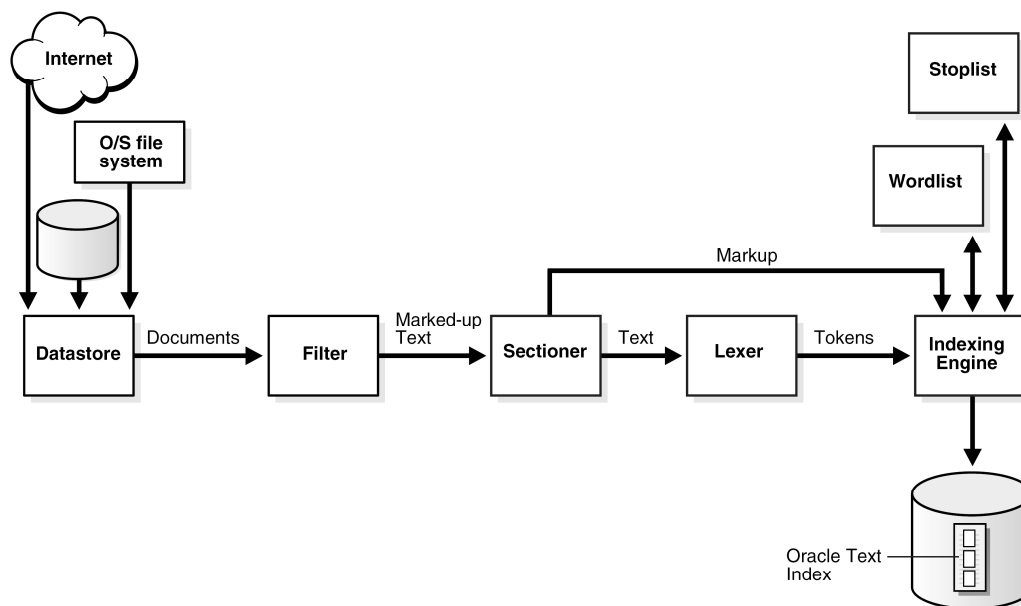 Internet
Stoplist
O/S file
system
Wordlist
Markup
Documents
Marked-up
Text
Text
Tokens
Datastore
Filter
Sectioner
Lexer
Indexing
Engine
Oracle Text
Index